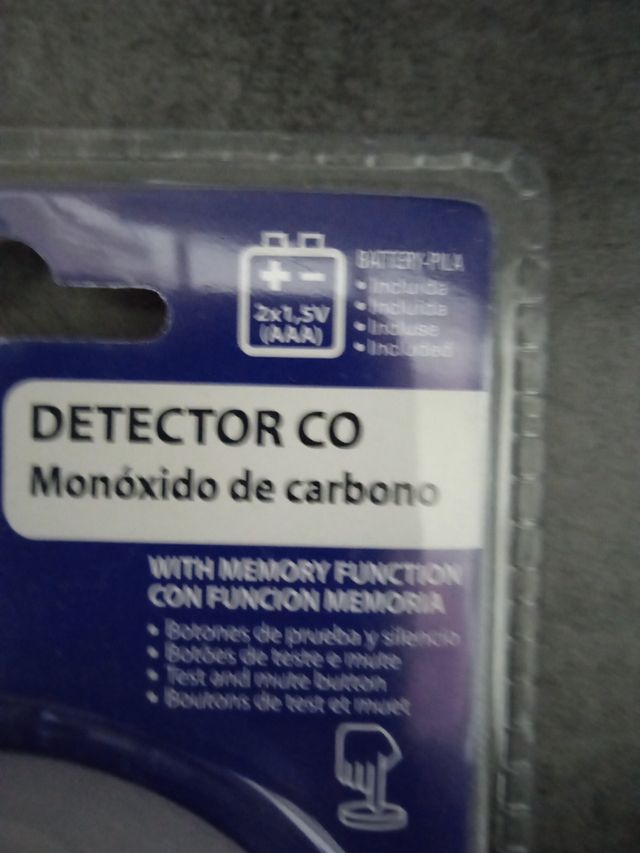 + -
2x1,5V
(AAA)
BATTERY-PILA
• Incluida
• Incluida
• Incluse
• Included
DETECTOR CO
Monóxido de carbono
WITH MEMORY FUNCTION
CON FUNCION MEMORIA
• Botones de prueba y silencio
• Botões de teste e mute
• Test and mute button
• Boutons de test et muet